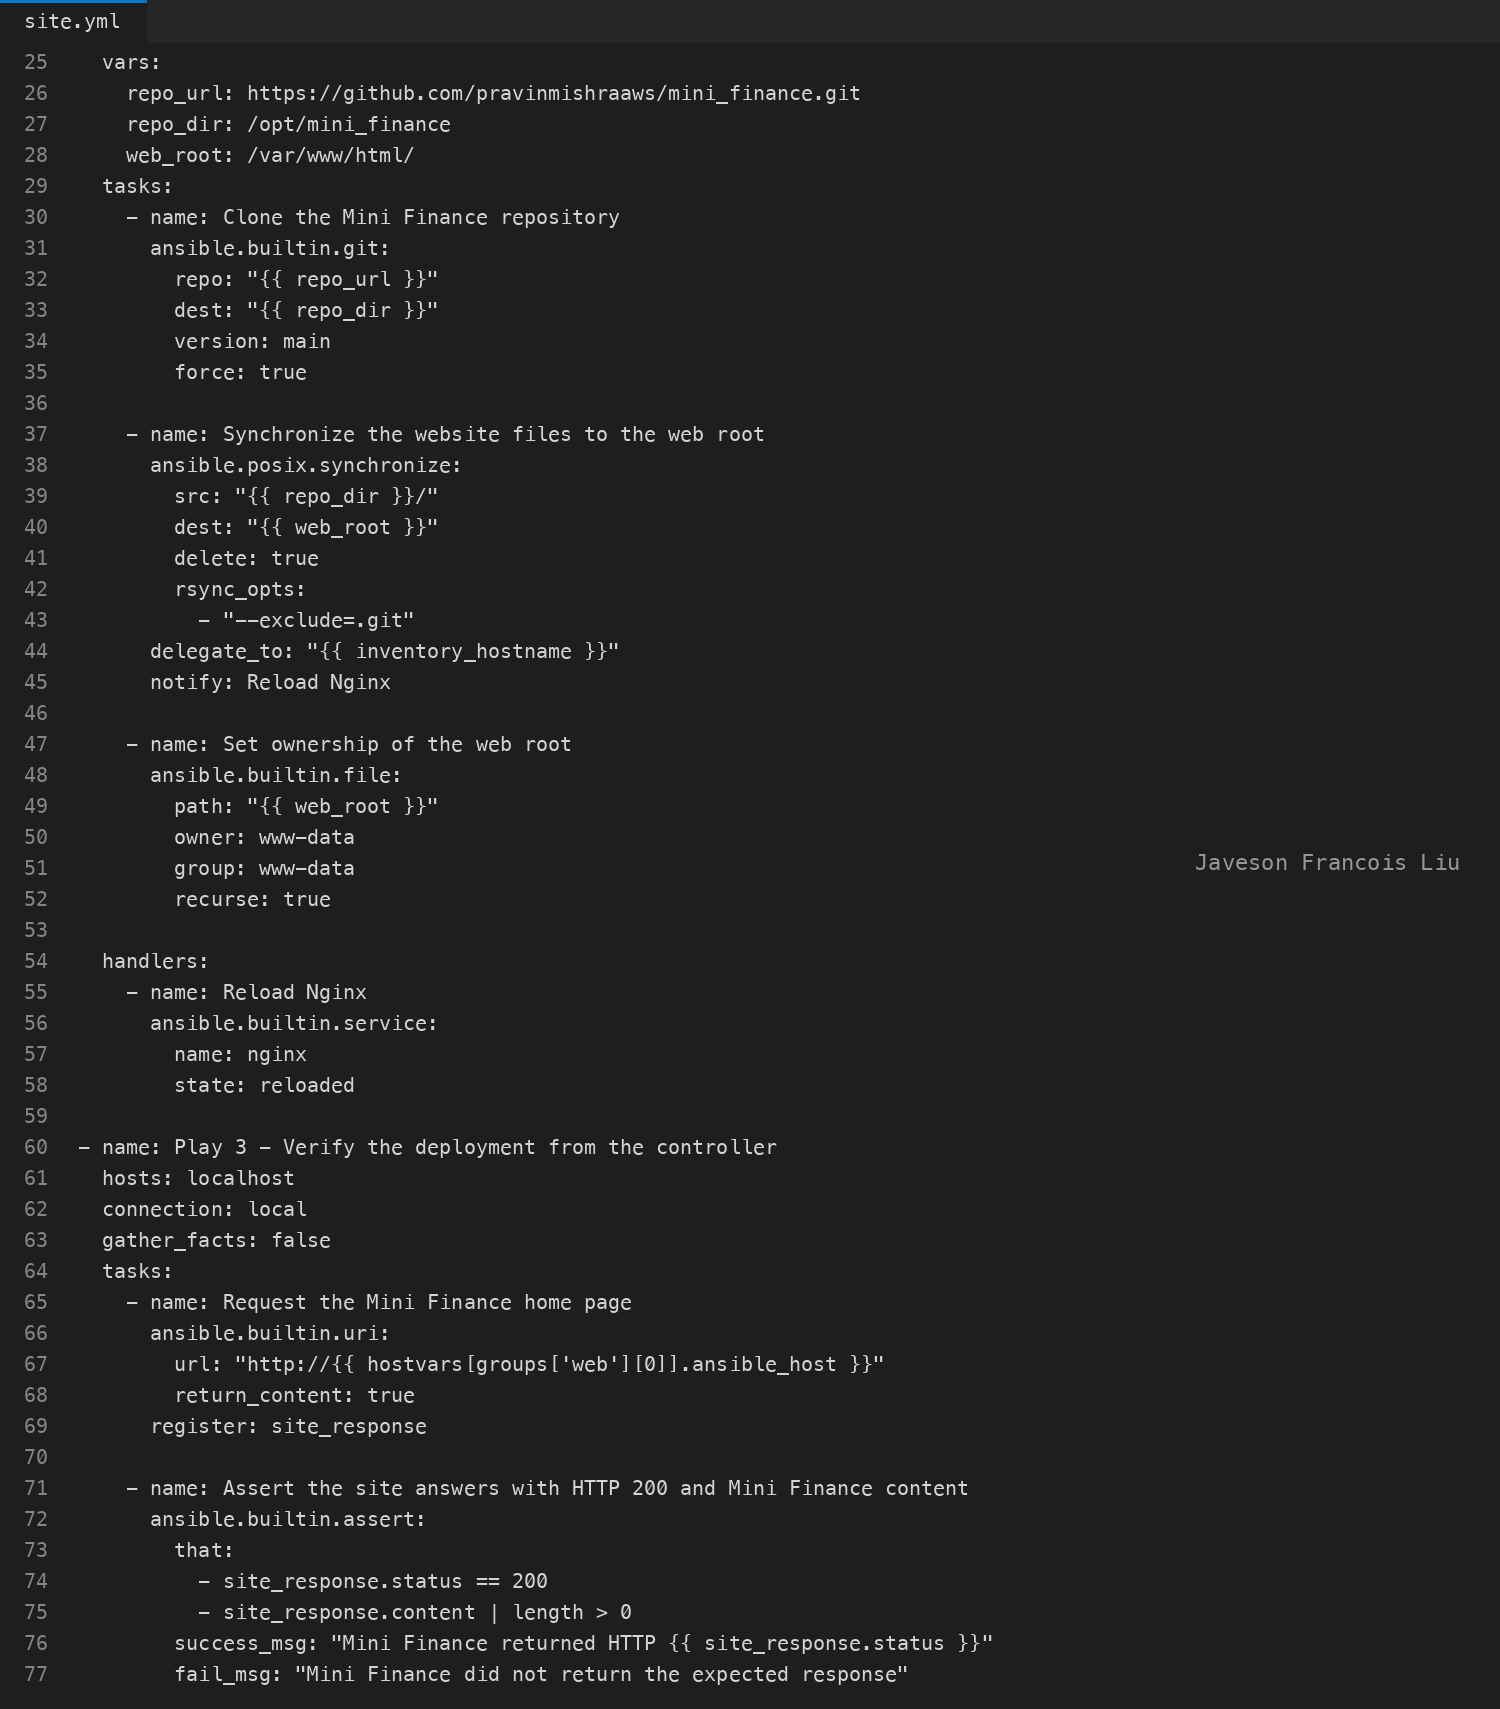 site.yml
25 vars:
26 repo_url: https://github.com/pravinmishraaws/mini_finance.git
27 repo_dir: /opt/mini_finance
28 web_root: /var/www/html/
29 tasks:
30 - name: Clone the Mini Finance repository
31 ansible.builtin.git:
32 repo: "{{ repo_url }}"
33 dest: "{{ repo_dir }}"
34 version: main
35 force: true
36
37 - name: Synchronize the website files to the web root
38 ansible.posix.synchronize:
39 src: "{{ repo_dir }}/"
40 dest: "{{ web_root }}"
41 delete: true
42 rsync_opts:
43 - "--exclude=.git"
44 delegate_to: "{{ inventory_hostname }}"
45 notify: Reload Nginx
46
47 - name: Set ownership of the web root
48 ansible.builtin.file:
49 path: "{{ web_root }}"
50 owner: www-data
51 group: www-data
Javeson Francois Liu
52 recurse: true
53
54 handlers:
55 - name: Reload Nginx
56 ansible.builtin.service:
57 name: nginx
58 state: reloaded
59
60 - name: Play 3 - Verify the deployment from the controller
61 hosts: localhost
62 connection: local
63 gather_facts: false
64 tasks:
65 - name: Request the Mini Finance home page
66 ansible.builtin.uri:
67 url: "http://{{ hostvars[groups['web'][0]].ansible_host }}"
68 return_content: true
69 register: site_response
70
71 - name: Assert the site answers with HTTP 200 and Mini Finance content
72 ansible.builtin.assert:
73 that:
74 - site_response.status == 200
75 - site_response.content | length > 0
76 success_msg: "Mini Finance returned HTTP {{ site_response.status }}"
77 fail_msg: "Mini Finance did not return the expected response"